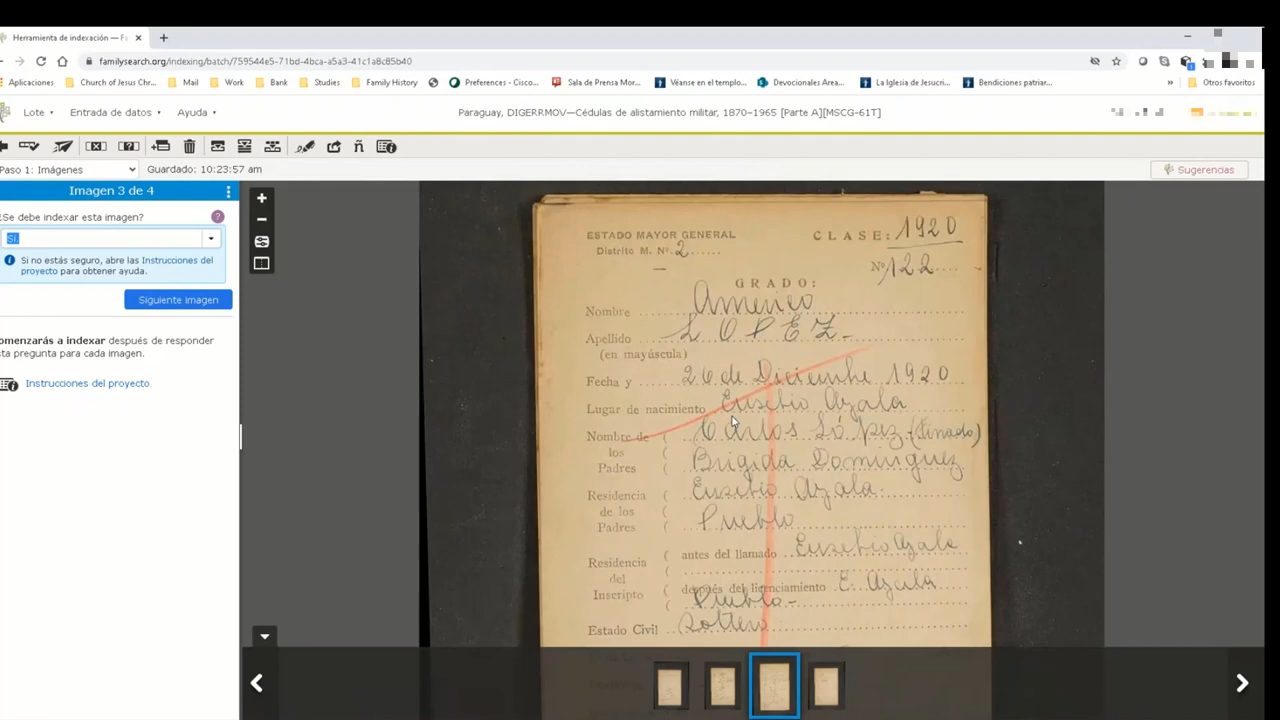 Herramienta de indexación — F
familysearch.org/indexing/batch/759544e5-71bd-4bca-a5a3-41c1a8c85b40
Aplicaciones Church of Jesus Chr... Mail Work Bank Studies Family History Preferences - Cisco... Sala de Prensa Mor... Véanse en el templo... Devocionales Area... La Iglesia de Jesucri... Bendiciones patriar... » Otros favoritos
Lote Entrada de datos Ayuda Paraguay, DIGERRMOV—Cédulas de alistamiento militar, 1870–1965 [Parte A][MSCG-61T]
Paso 1: Imágenes Guardado: 10:23:57 am Sugerencias
Imagen 3 de 4
¿Se debe indexar esta imagen?
Sí.
Si no estás seguro, abre las Instrucciones del
proyecto para obtener ayuda.
Siguiente imagen
omenzarás a indexar después de responder
sta pregunta para cada imagen.
Instrucciones del proyecto
ESTADO MAYOR GENERAL CLASE: 1920
Distrito M. Nº. 2
Nº 122
GRADO:
Nombre Americo
Apellido LOPEZ-
(en mayúscula)
Fecha y 26 de Diciembre 1920
Lugar de nacimiento Eusebio Ayala
Nombre de ( Carlos López (finado)
los (
Padres ( Brigida Dominguez
Residencia ( Eusebio Ayala.
de los (
Padres ( Pueblo
Residencia ( antes del llamado Eusebio Ayala
del (
Inscripto ( después del licenciamiento E. Ayala
( Pueblo-
Estado Civil Soltero